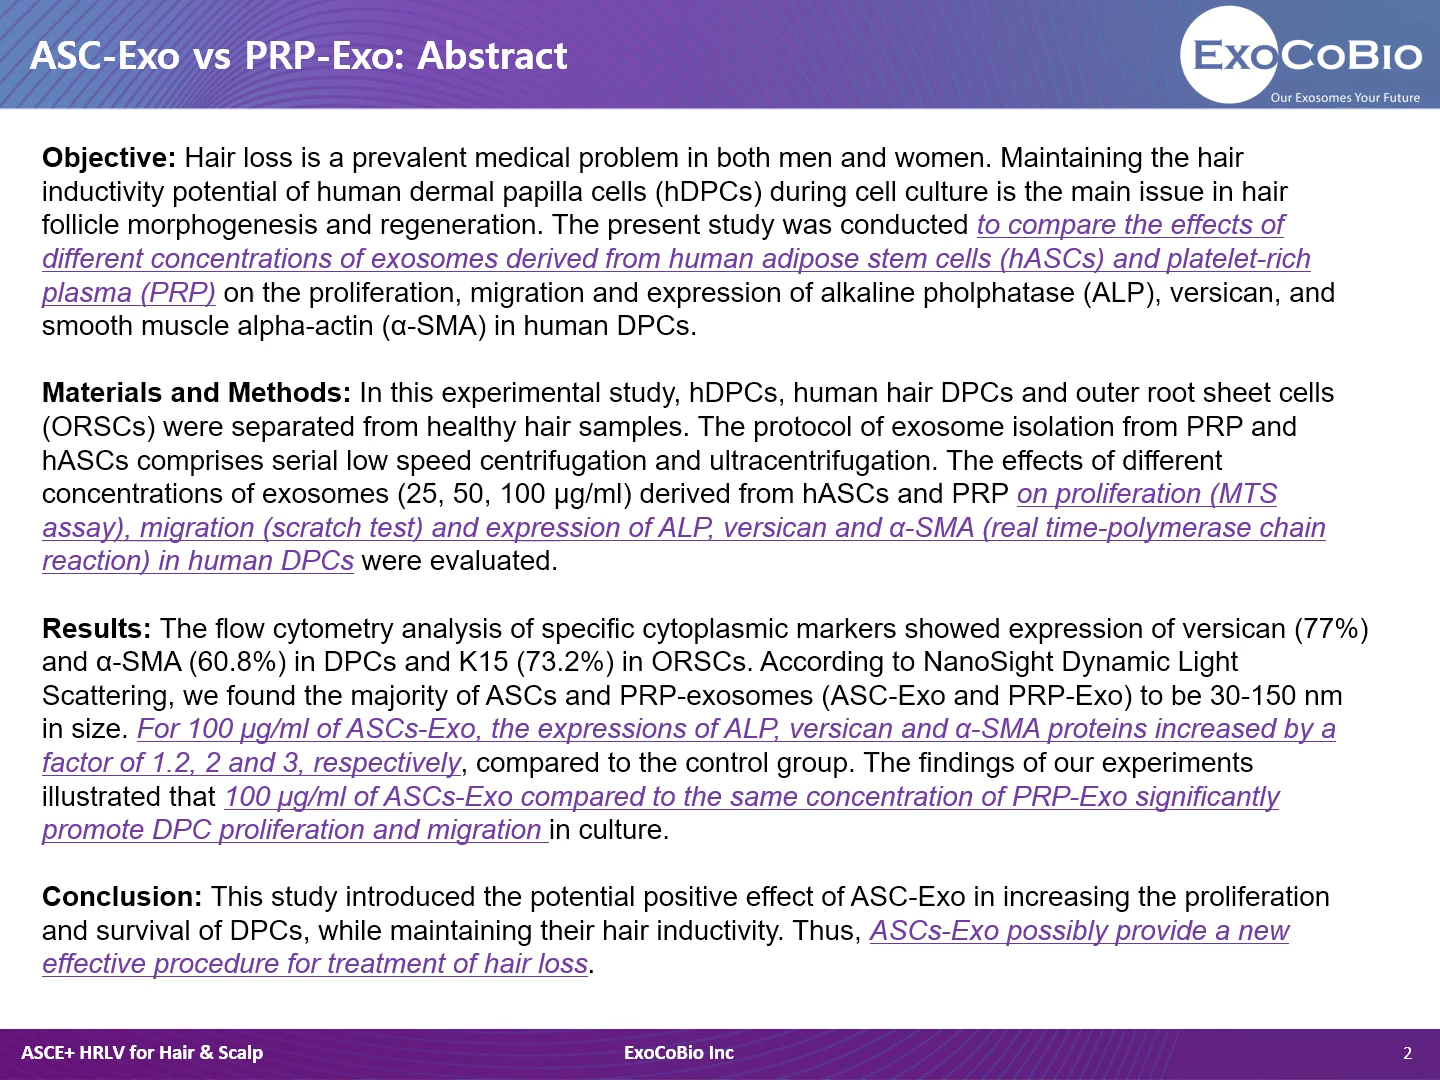 ASC-Exo vs PRP-Exo: Abstract
ExoCoBio
Our Exosomes Your Future
Objective: Hair loss is a prevalent medical problem in both men and women. Maintaining the hair
inductivity potential of human dermal papilla cells (hDPCs) during cell culture is the main issue in hair
follicle morphogenesis and regeneration. The present study was conducted to compare the effects of
different concentrations of exosomes derived from human adipose stem cells (hASCs) and platelet-rich
plasma (PRP) on the proliferation, migration and expression of alkaline pholphatase (ALP), versican, and
smooth muscle alpha-actin (α-SMA) in human DPCs.
Materials and Methods: In this experimental study, hDPCs, human hair DPCs and outer root sheet cells
(ORSCs) were separated from healthy hair samples. The protocol of exosome isolation from PRP and
hASCs comprises serial low speed centrifugation and ultracentrifugation. The effects of different
concentrations of exosomes (25, 50, 100 μg/ml) derived from hASCs and PRP on proliferation (MTS
assay), migration (scratch test) and expression of ALP, versican and α-SMA (real time-polymerase chain
reaction) in human DPCs were evaluated.
Results: The flow cytometry analysis of specific cytoplasmic markers showed expression of versican (77%)
and α-SMA (60.8%) in DPCs and K15 (73.2%) in ORSCs. According to NanoSight Dynamic Light
Scattering, we found the majority of ASCs and PRP-exosomes (ASC-Exo and PRP-Exo) to be 30-150 nm
in size. For 100 μg/ml of ASCs-Exo, the expressions of ALP, versican and α-SMA proteins increased by a
factor of 1.2, 2 and 3, respectively, compared to the control group. The findings of our experiments
illustrated that 100 μg/ml of ASCs-Exo compared to the same concentration of PRP-Exo significantly
promote DPC proliferation and migration in culture.
Conclusion: This study introduced the potential positive effect of ASC-Exo in increasing the proliferation
and survival of DPCs, while maintaining their hair inductivity. Thus, ASCs-Exo possibly provide a new
effective procedure for treatment of hair loss.
ASCE+ HRLV for Hair & Scalp
ExoCoBio Inc
2